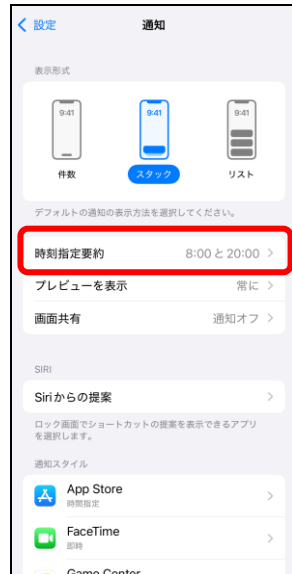 設定
通知
表示形式
9:41
9:41
9:41
件数
スタック
リスト
デフォルトの通知の表示方法を選択してください。
時刻指定要約 8:00 と 20:00
プレビューを表示 常に
画面共有 通知オフ
SIRI
Siriからの提案
ロック画面でショートカットの提案を表示できるアプリ
を選択します。
通知スタイル
App Store
時間指定
FaceTime
即時
Game Center